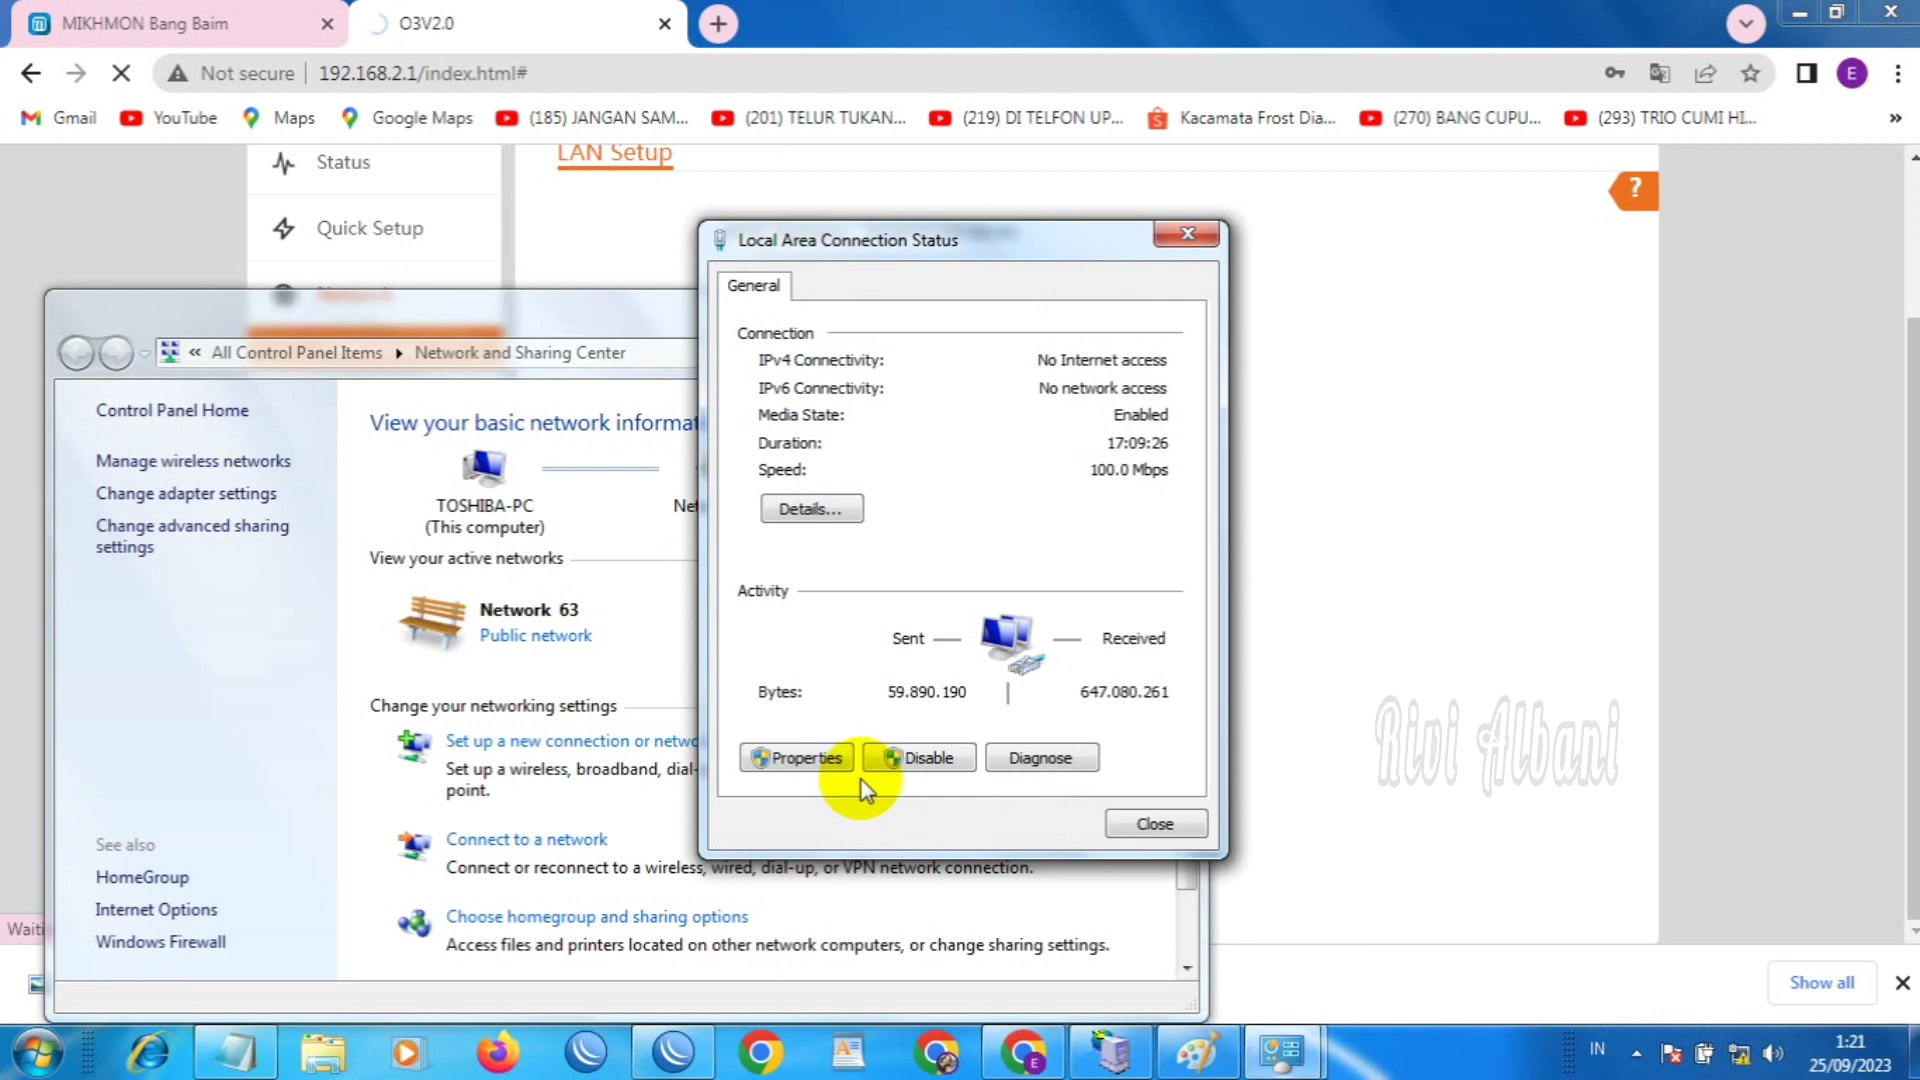 MIKHMON Bang Baim
O3V2.0
Not secure
192.168.2.1/index.html#
E
Gmail
YouTube
Maps
Google Maps
(185) JANGAN SAM...
(201) TELUR TUKAN...
(219) DI TELFON UP...
Kacamata Frost Dia...
(270) BANG CUPU...
(293) TRIO CUMI HI...
»
Status
LAN Setup
?
Quick Setup
Local Area Connection Status
General
Connection
IPv4 Connectivity: No Internet access
IPv6 Connectivity: No network access
Media State: Enabled
Duration: 17:09:26
Speed: 100.0 Mbps
Details...
Activity
Sent
Received
Bytes: 59.890.190
647.080.261
Properties
Disable
Diagnose
Close
« All Control Panel Items
Network and Sharing Center
Control Panel Home
Manage wireless networks
Change adapter settings
Change advanced sharing
settings
See also
HomeGroup
Internet Options
Windows Firewall
View your basic network informat
TOSHIBA-PC
(This computer)
Net
View your active networks
Network 63
Public network
Change your networking settings
Set up a new connection or netwo
Set up a wireless, broadband, dial-
point.
Connect to a network
Connect or reconnect to a wireless, wired, dial-up, or VPN network connection.
Choose homegroup and sharing options
Access files and printers located on other network computers, or change sharing settings.
Rivi Albani
Waiti
Show all
IN
1:21
25/09/2023